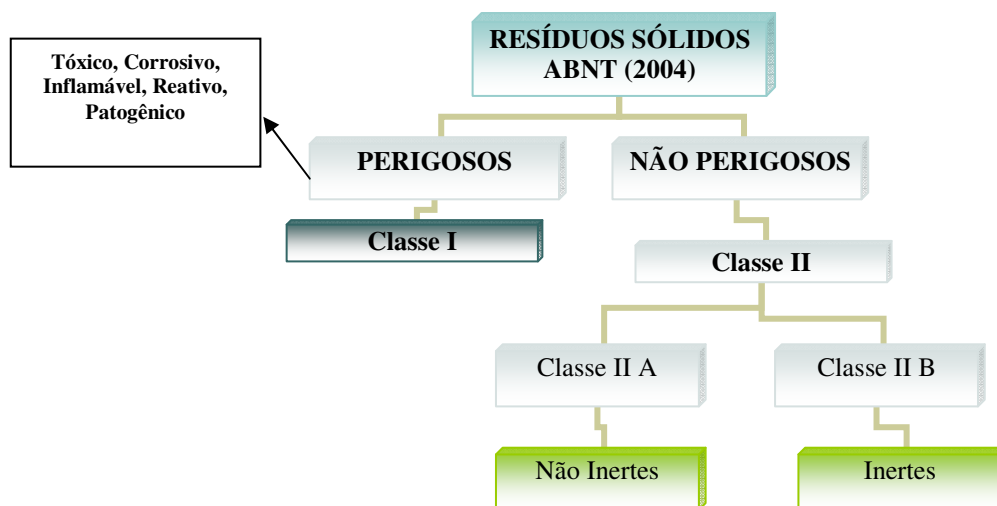 RESÍDUOS SÓLIDOS
ABNT (2004)
Tóxico, Corrosivo,
Inflamável, Reativo,
Patogênico
PERIGOSOS
NÃO PERIGOSOS
Classe I
Classe II
Classe II A
Classe II B
Não Inertes
Inertes